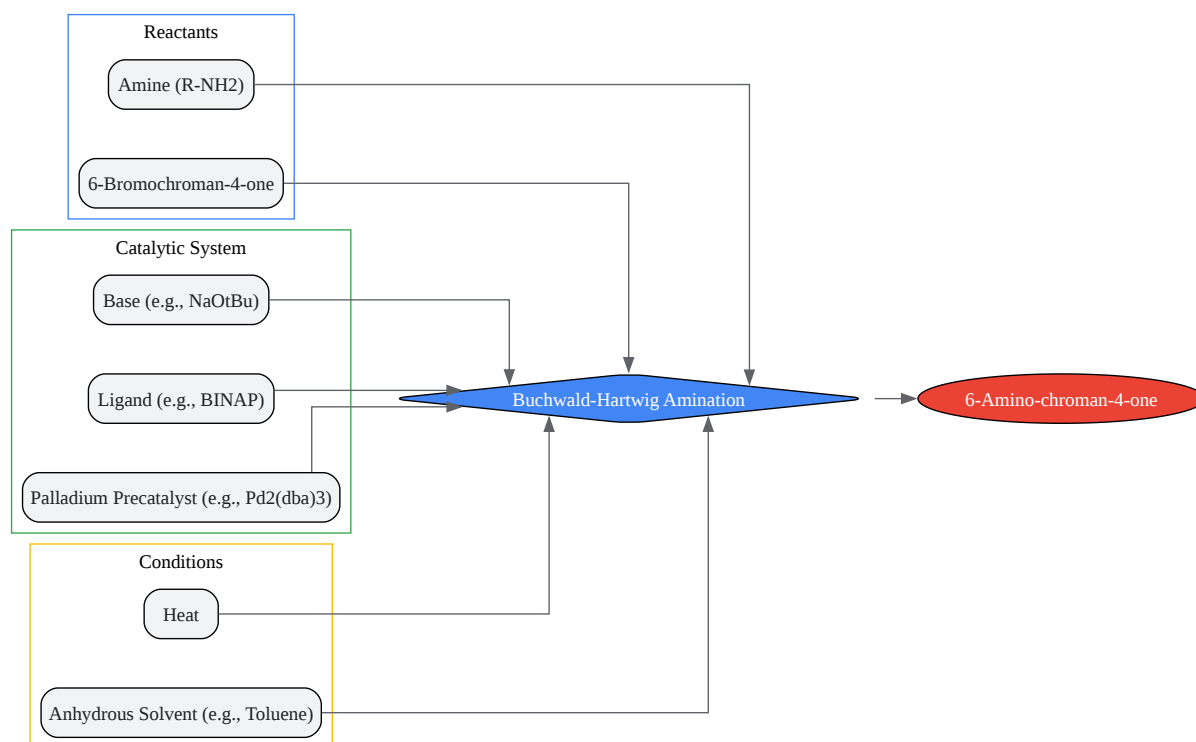 Reactants
Amine (R-NH2)
6-Bromochroman-4-one
Catalytic System
Base (e.g., NaOtBu)
Ligand (e.g., BINAP)
Palladium Precatalyst (e.g., Pd2(dba)3)
Conditions
Heat
Anhydrous Solvent (e.g., Toluene)
Buchwald-Hartwig Amination
6-Amino-chroman-4-one